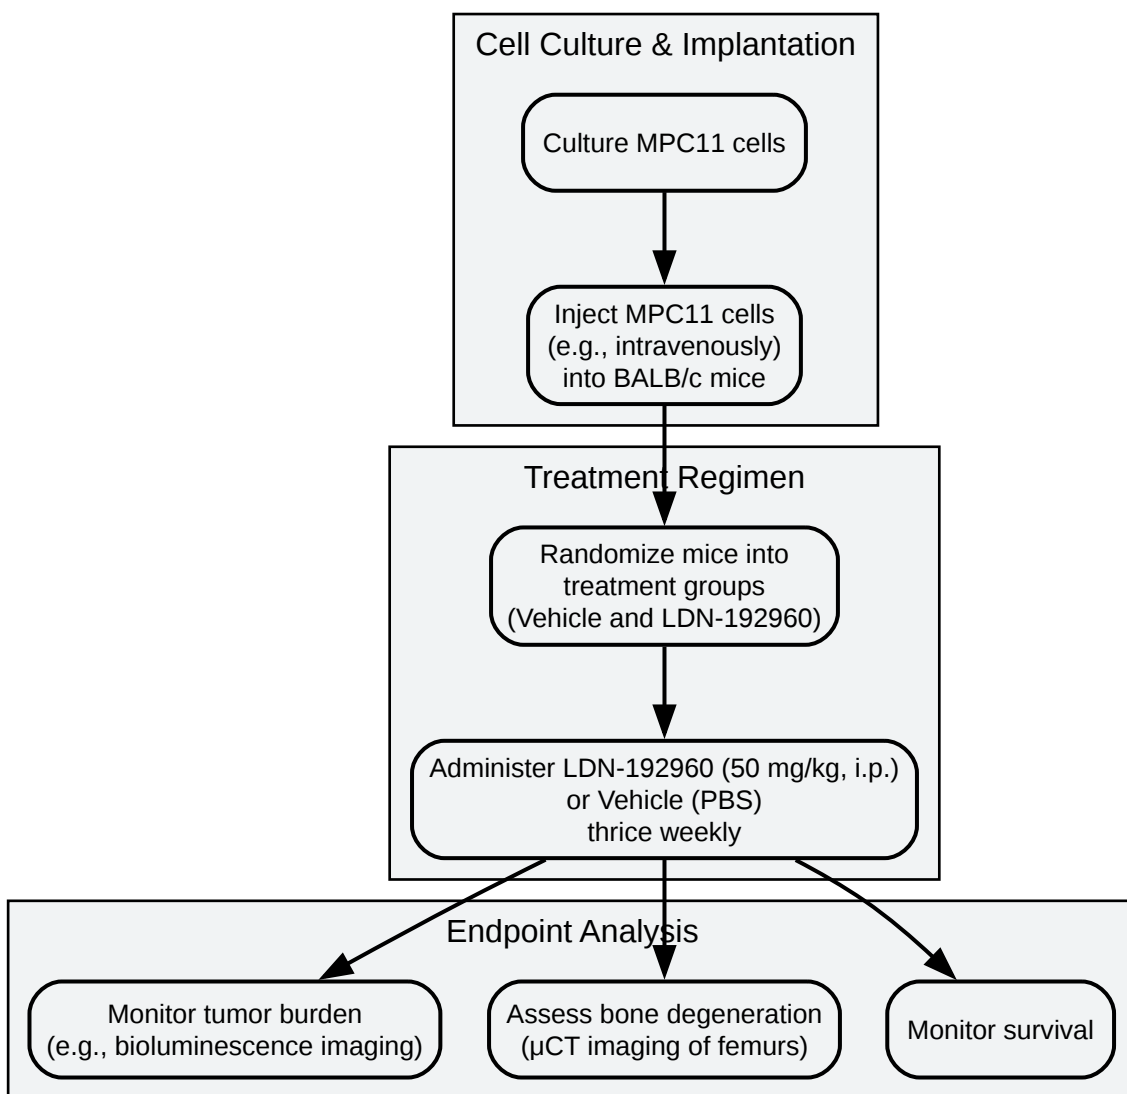 Cell Culture & Implantation
Culture MPC11 cells
Inject MPC11 cells
(e.g., intravenously)
into BALB/c mice
Treatment Regimen
Randomize mice into
treatment groups
(Vehicle and LDN-192960)
Administer LDN-192960 (50 mg/kg, i.p.)
or Vehicle (PBS)
thrice weekly
Endpoint Analysis
Monitor tumor burden
(e.g., bioluminescence imaging)
Assess bone degeneration
(µCT imaging of femurs)
Monitor survival